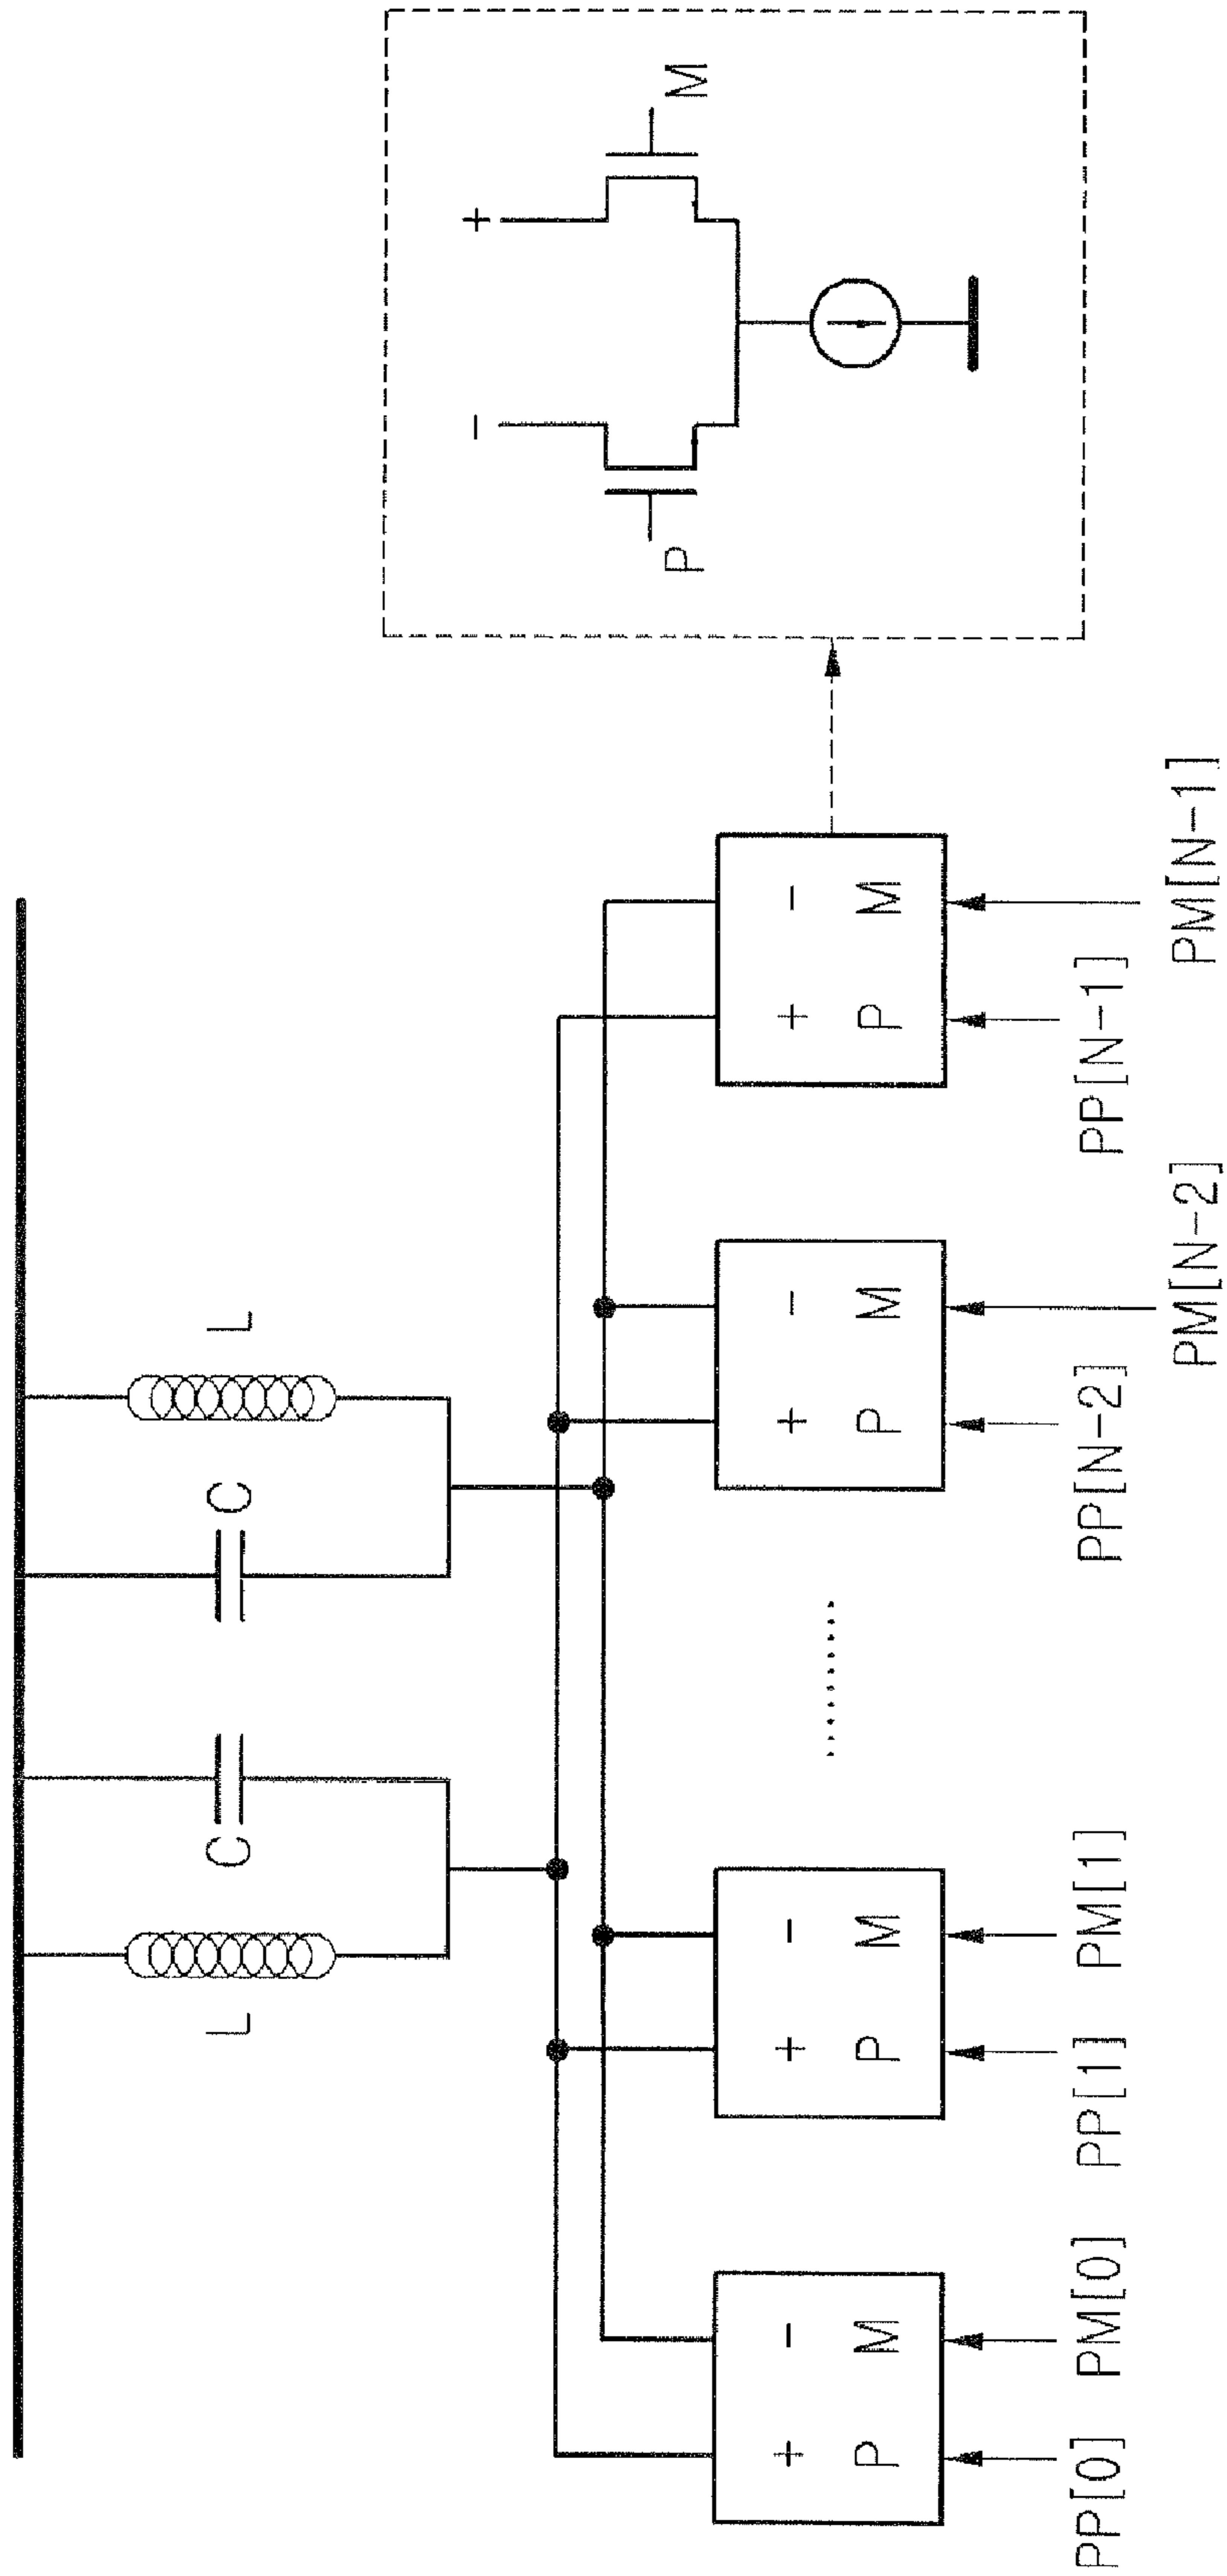 L C C L
- +
P M
+ - + - + - + -
P M P M P M P M
PP[0] PM[0] PP[1] PM[1] PP[N-2] PP[N-1]
PM[N-2] PM[N-1]